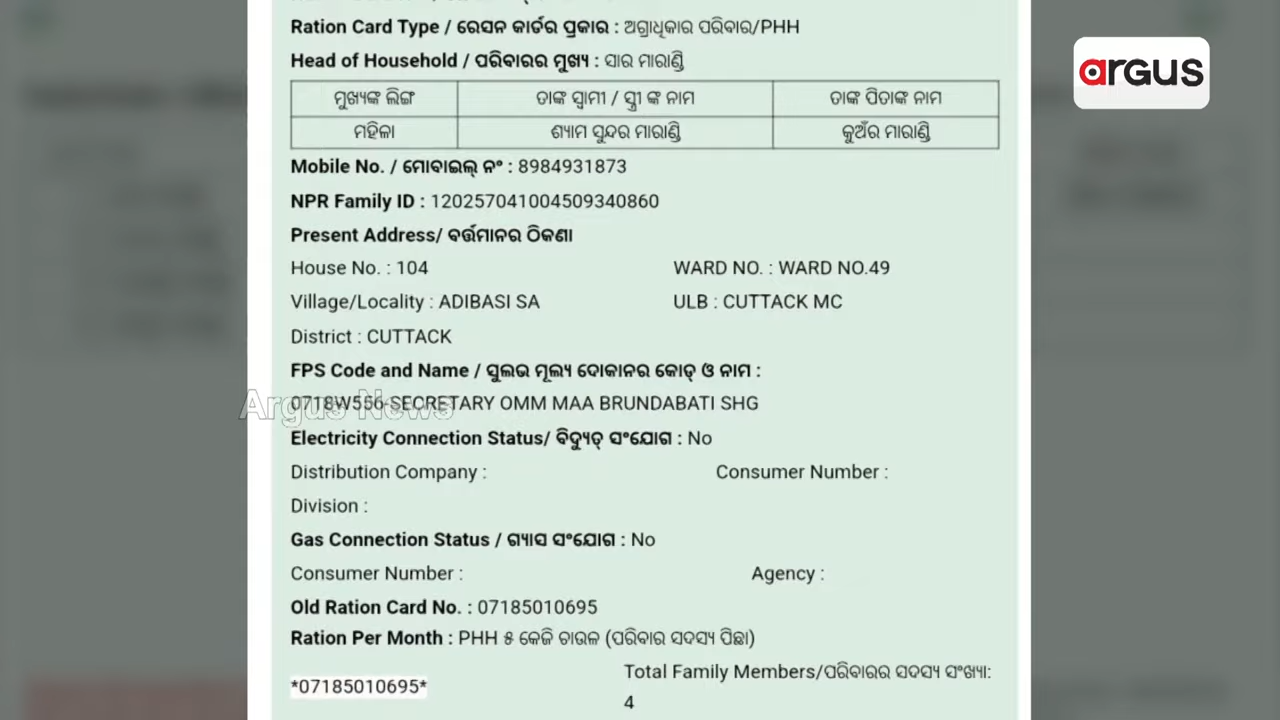 Ration Card Type / ରେସନ କାର୍ଡର ପ୍ରକାର : ଅଗ୍ରାଧିକାର ପରିବାର/PHH
argus
Head of Household / ପରିବାରର ମୁଖ୍ୟ : ସାର ମାରାଣ୍ଡି
ମୁଖ୍ୟଙ୍କ ଲିଙ୍ଗ ତାଙ୍କ ସ୍ୱାମୀ / ସ୍ତ୍ରୀ ଙ୍କ ନାମ ତାଙ୍କ ପିତାଙ୍କ ନାମ
ମହିଳା ଶ୍ୟାମ ସୁନ୍ଦର ମାରାଣ୍ଡି କୁଅଁର ମାରାଣ୍ଡି
Mobile No. / ମୋବାଇଲ୍ ନଂ : 8984931873
NPR Family ID : 120257041004509340860
Present Address/ ବର୍ତ୍ତମାନର ଠିକଣା
House No. : 104 WARD NO. : WARD NO.49
Village/Locality : ADIBASI SA ULB : CUTTACK MC
District : CUTTACK
FPS Code and Name / ସୁଲଭ ମୂଲ୍ୟ ଦୋକାନର କୋଡ୍ ଓ ନାମ :
0718W556-SECRETARY OMM MAA BRUNDABATI SHG
Argus News
Electricity Connection Status/ ବିଦ୍ୟୁତ୍ ସଂଯୋଗ : No
Distribution Company : Consumer Number :
Division :
Gas Connection Status / ଗ୍ୟାସ ସଂଯୋଗ : No
Consumer Number : Agency :
Old Ration Card No. : 07185010695
Ration Per Month : PHH ୫ କେଜି ଚାଉଳ (ପରିବାର ସଦସ୍ୟ ପିଛା)
*07185010695* Total Family Members/ପରିବାରର ସଦସ୍ୟ ସଂଖ୍ୟା:
4